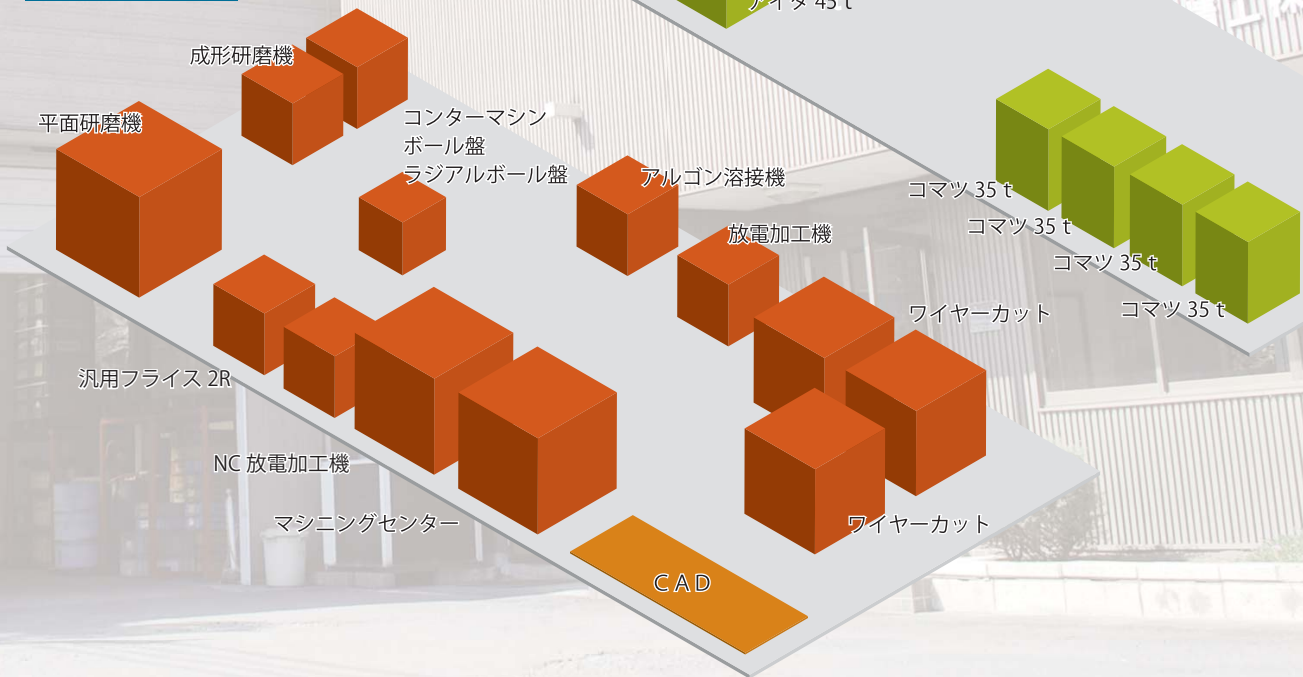 アイダ 45 t
成形研磨機
平面研磨機
コンターマシン
ボール盤
ラジアルボール盤
アルゴン溶接機
放電加工機
コマツ 35 t
コマツ 35 t
コマツ 35 t
コマツ 35 t
ワイヤーカット
汎用フライス 2R
NC 放電加工機
マシニングセンター
ワイヤーカット
CAD